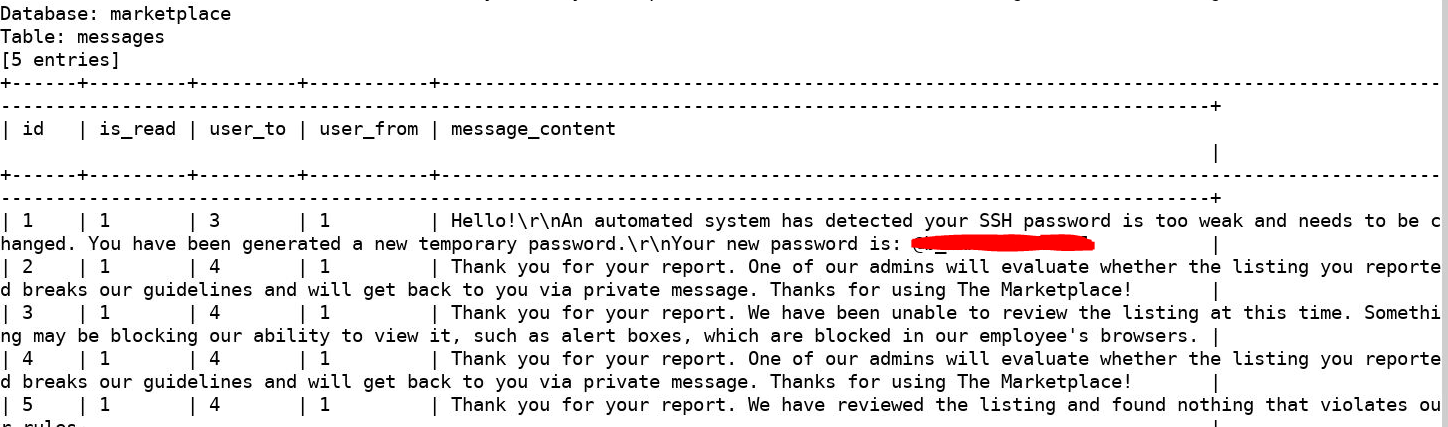 Database: marketplace
Table: messages
[5 entries]
| id | is_read | user_to | user_from | message_content
|
| 1 | 1 | 3 | 1 | Hello!\r\nAn automated system has detected your SSH password is too weak and needs to be c
hanged. You have been generated a new temporary password.\r\nYour new password is: |
| 2 | 1 | 4 | 1 | Thank you for your report. One of our admins will evaluate whether the listing you reporte
d breaks our guidelines and will get back to you via private message. Thanks for using The Marketplace! |
| 3 | 1 | 4 | 1 | Thank you for your report. We have been unable to review the listing at this time. Somethi
ng may be blocking our ability to view it, such as alert boxes, which are blocked in our employee's browsers. |
| 4 | 1 | 4 | 1 | Thank you for your report. One of our admins will evaluate whether the listing you reporte
d breaks our guidelines and will get back to you via private message. Thanks for using The Marketplace! |
| 5 | 1 | 4 | 1 | Thank you for your report. We have reviewed the listing and found nothing that violates ou
r rules